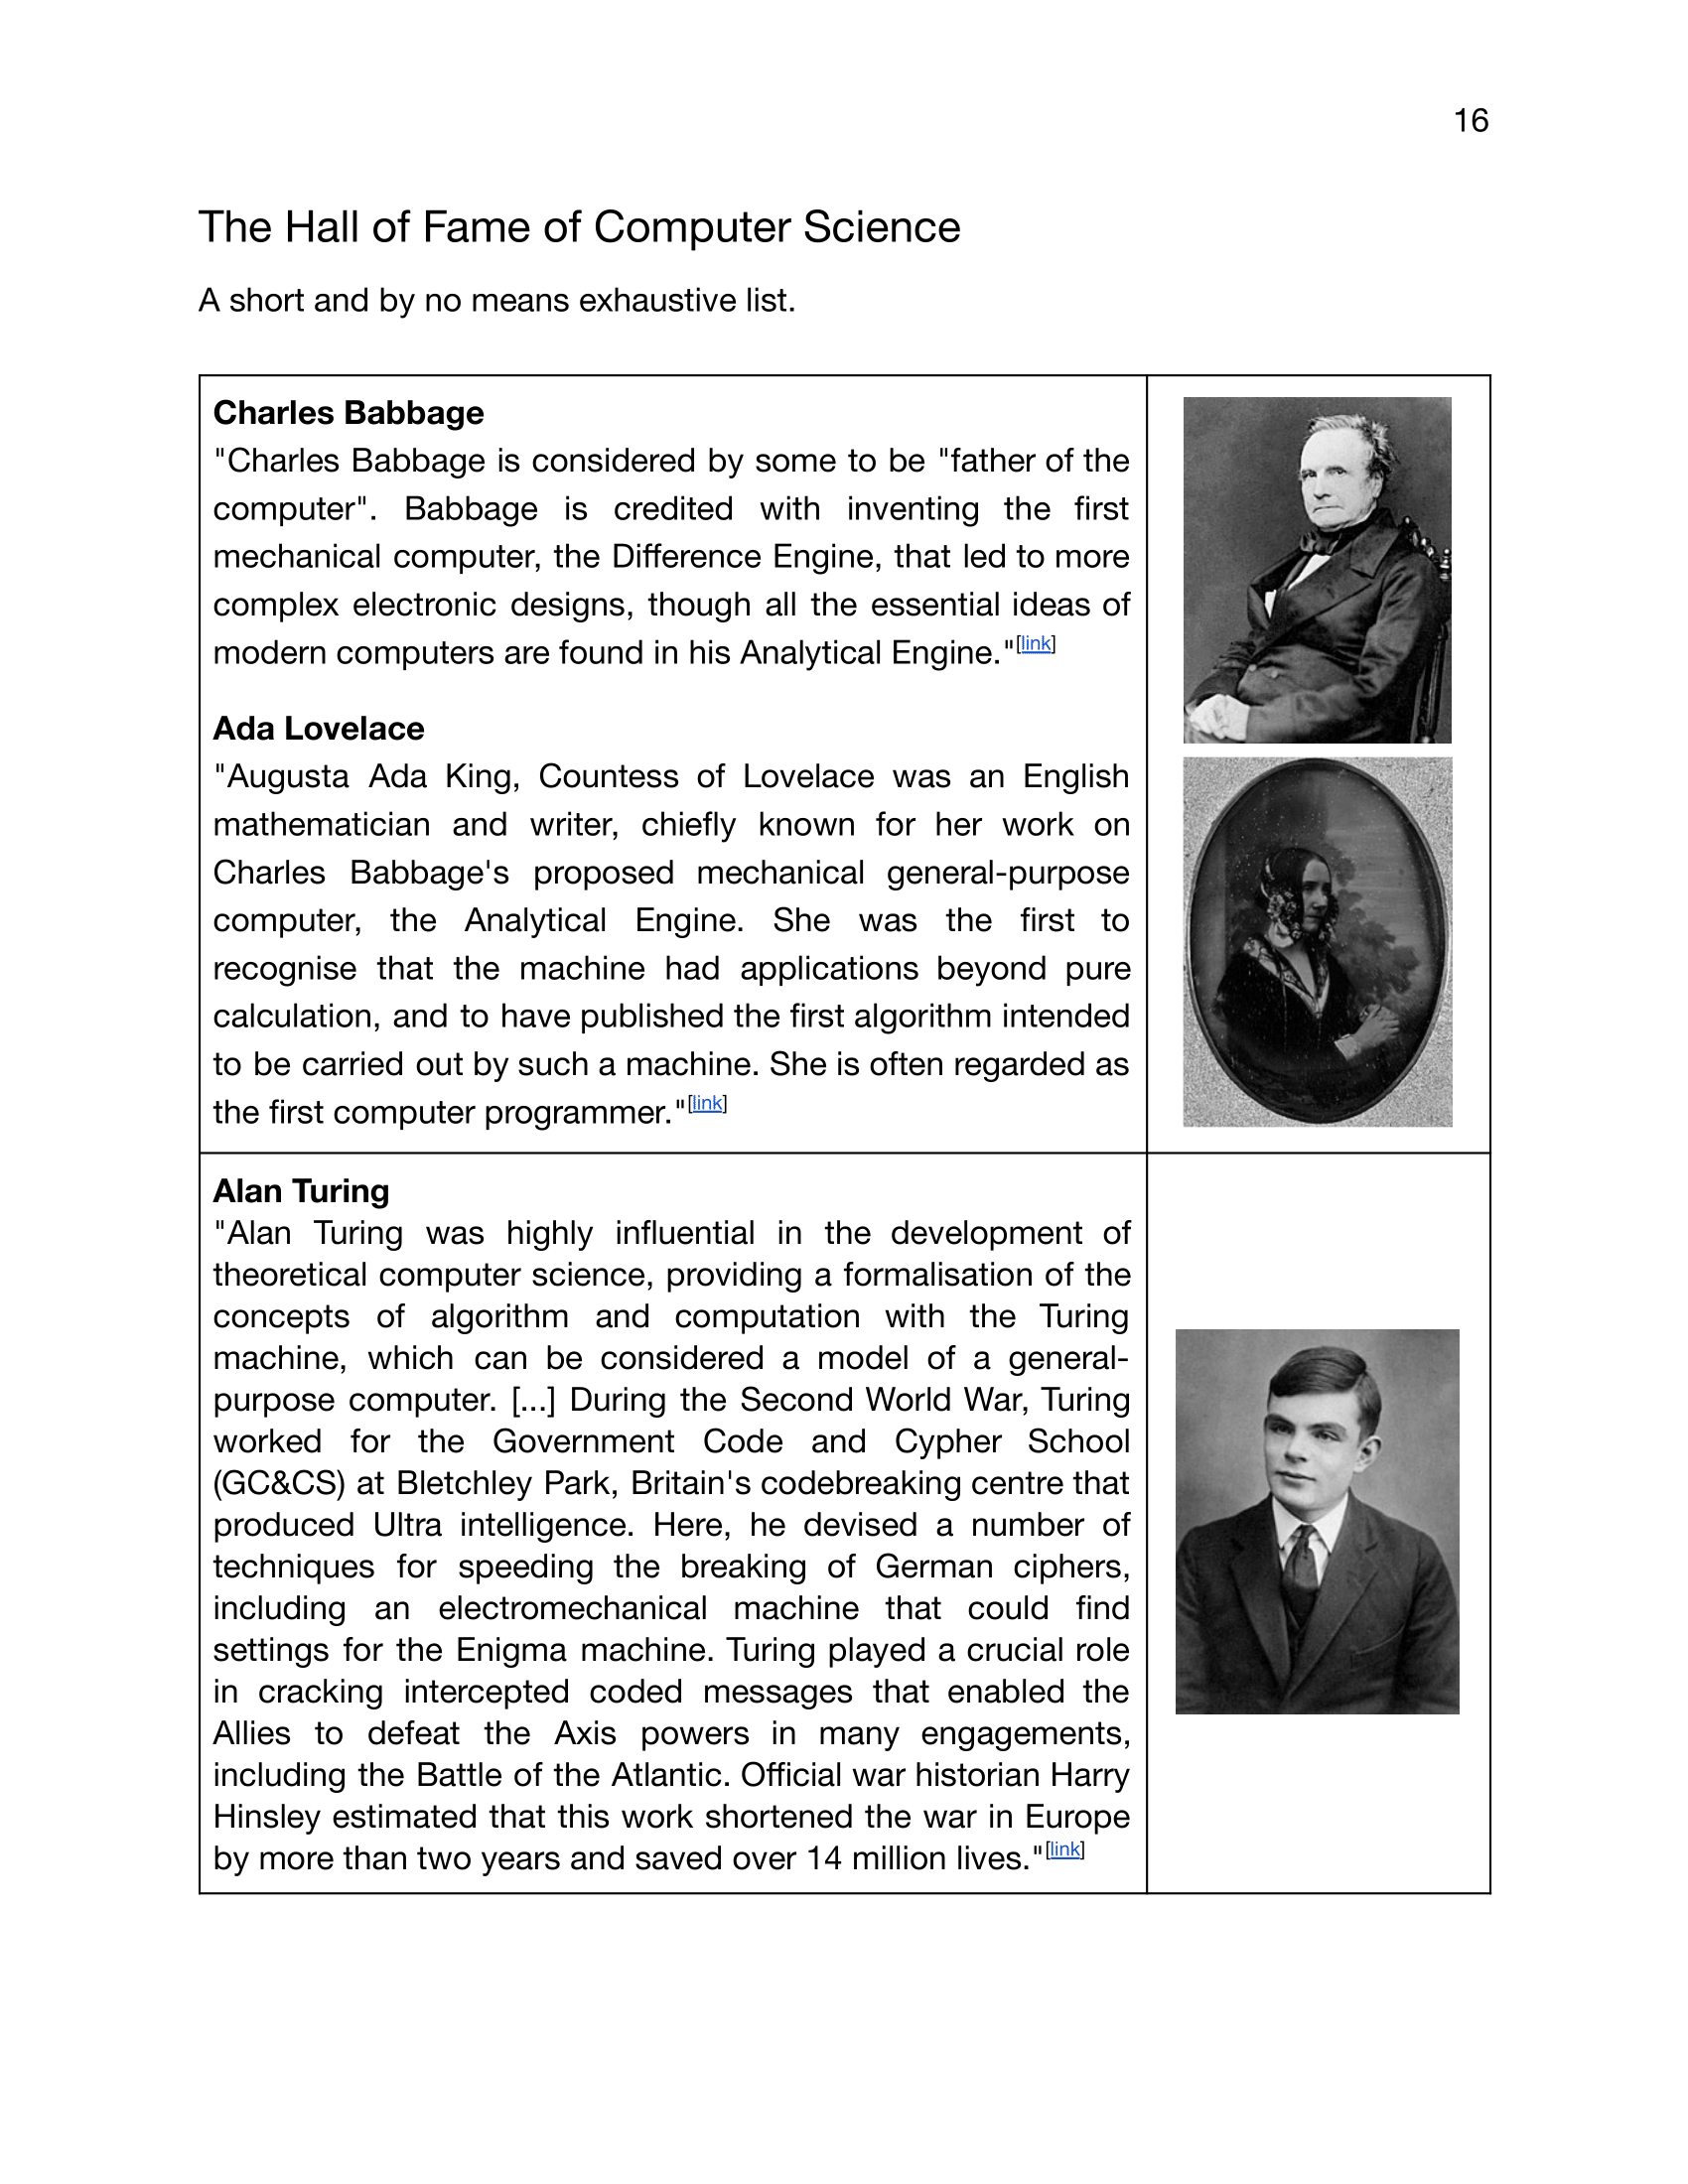 16
The Hall of Fame of Computer Science
A short and by no means exhaustive list.
Charles Babbage
"Charles Babbage is considered by some to be "father of the
computer". Babbage is credited with inventing the first
mechanical computer, the Difference Engine, that led to more
complex electronic designs, though all the essential ideas of
modern computers are found in his Analytical Engine."[link]
Ada Lovelace
"Augusta Ada King, Countess of Lovelace was an English
mathematician and writer, chiefly known for her work on
Charles Babbage's proposed mechanical general-purpose
computer, the Analytical Engine. She was the first to
recognise that the machine had applications beyond pure
calculation, and to have published the first algorithm intended
to be carried out by such a machine. She is often regarded as
the first computer programmer."[link]
Alan Turing
"Alan Turing was highly influential in the development of
theoretical computer science, providing a formalisation of the
concepts of algorithm and computation with the Turing
machine, which can be considered a model of a general-
purpose computer. [...] During the Second World War, Turing
worked for the Government Code and Cypher School
(GC&CS) at Bletchley Park, Britain's codebreaking centre that
produced Ultra intelligence. Here, he devised a number of
techniques for speeding the breaking of German ciphers,
including an electromechanical machine that could find
settings for the Enigma machine. Turing played a crucial role
in cracking intercepted coded messages that enabled the
Allies to defeat the Axis powers in many engagements,
including the Battle of the Atlantic. Official war historian Harry
Hinsley estimated that this work shortened the war in Europe
by more than two years and saved over 14 million lives."[link]